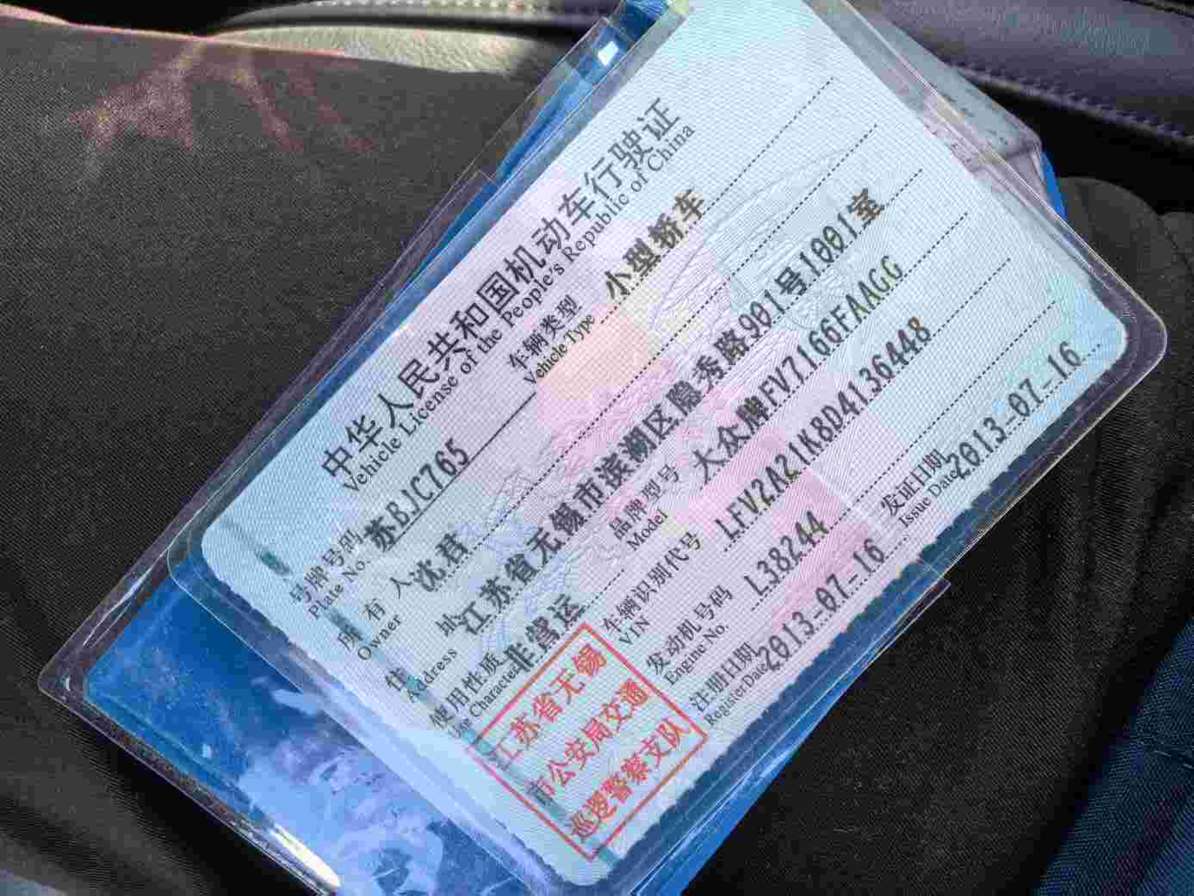 中华人民共和国机动车行驶证
Vehicle License of the People's Republic of China
号牌号码 苏BJC765 车辆类型 小型轿车
Plate No. Vehicle Type
所有人 沈君
Owner
住址 江苏省无锡市滨湖区隐秀路901号1001室
Address
使用性质 非营运 品牌型号 大众牌FV7166FAAGG
Use Character Model
车辆识别代号 LFV2A21K8D4136448
VIN
发动机号码 L38244
Engine No.
注册日期 2013-07-16 发证日期 2013-07-16
Register Date Issue Date
江苏省无锡
市公安局交通
巡逻警察支队